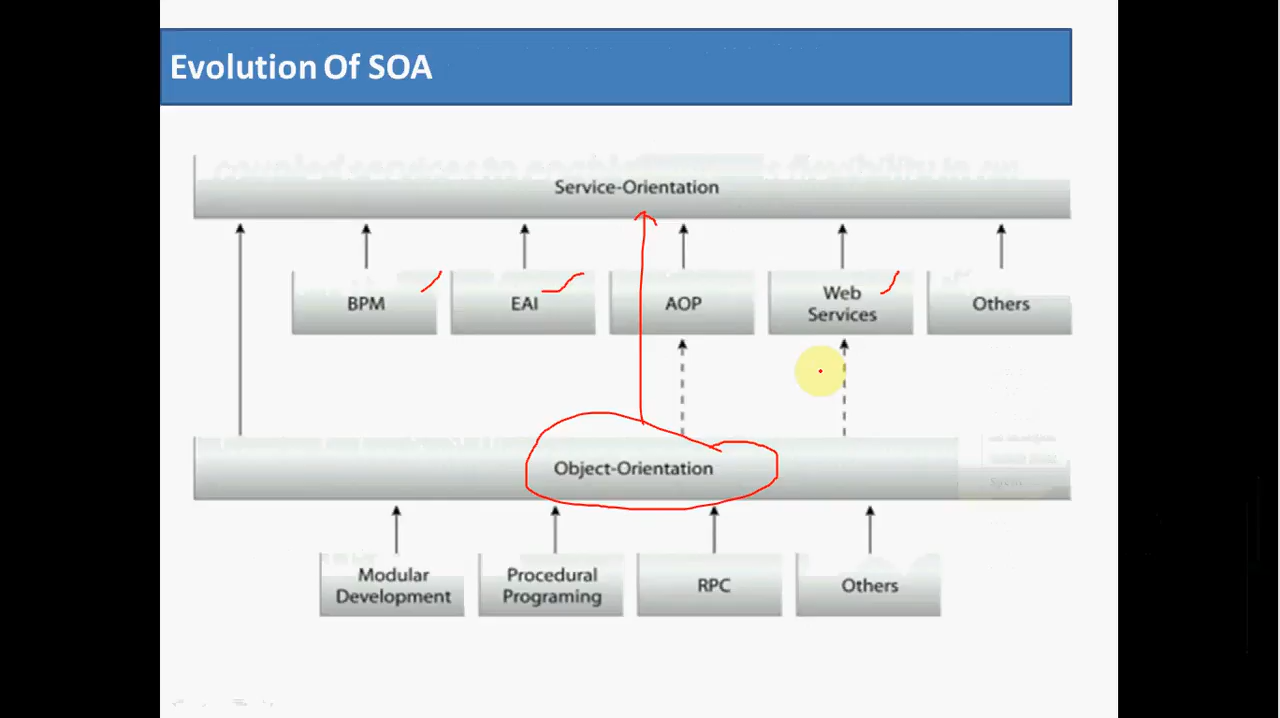 Evolution Of SOA
Service-Orientation
BPM
EAI
AOP
Web
Services
Others
Object-Orientation
Modular
Development
Procedural
Programing
RPC
Others